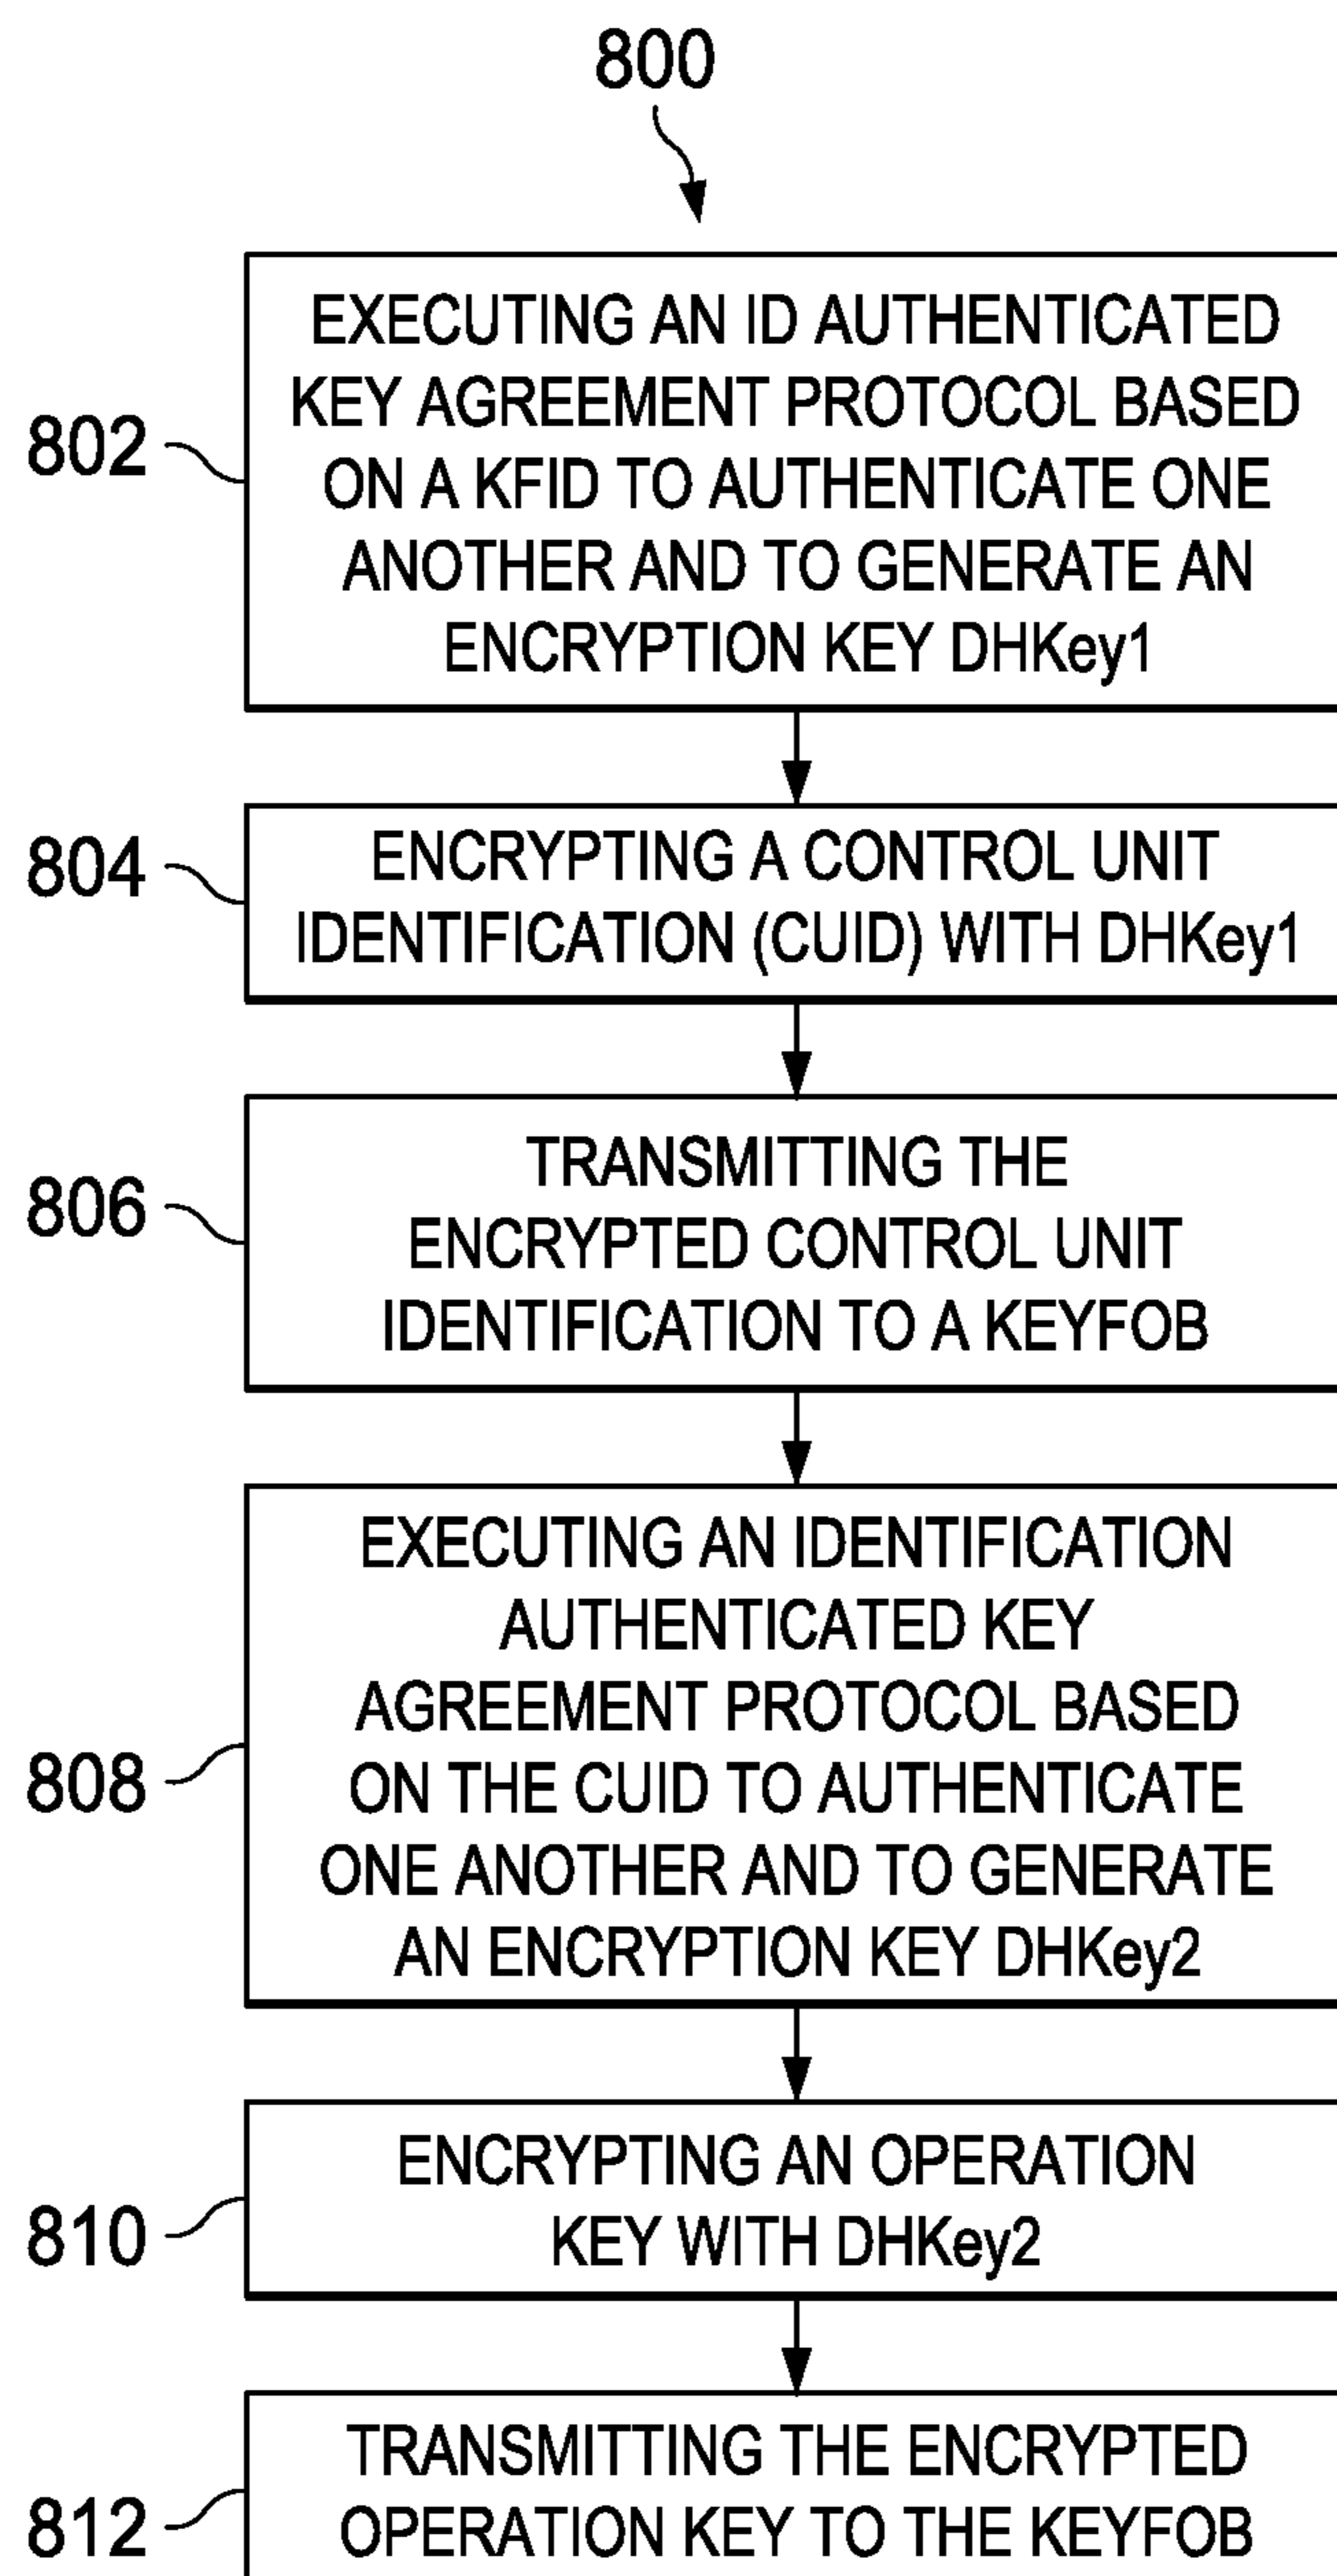 800
802
EXECUTING AN ID AUTHENTICATED
KEY AGREEMENT PROTOCOL BASED
ON A KFID TO AUTHENTICATE ONE
ANOTHER AND TO GENERATE AN
ENCRYPTION KEY DHKey1
804
ENCRYPTING A CONTROL UNIT
IDENTIFICATION (CUID) WITH DHKey1
806
TRANSMITTING THE
ENCRYPTED CONTROL UNIT
IDENTIFICATION TO A KEYFOB
808
EXECUTING AN IDENTIFICATION
AUTHENTICATED KEY
AGREEMENT PROTOCOL BASED
ON THE CUID TO AUTHENTICATE
ONE ANOTHER AND TO GENERATE
AN ENCRYPTION KEY DHKey2
810
ENCRYPTING AN OPERATION
KEY WITH DHKey2
812
TRANSMITTING THE ENCRYPTED
OPERATION KEY TO THE KEYFOB